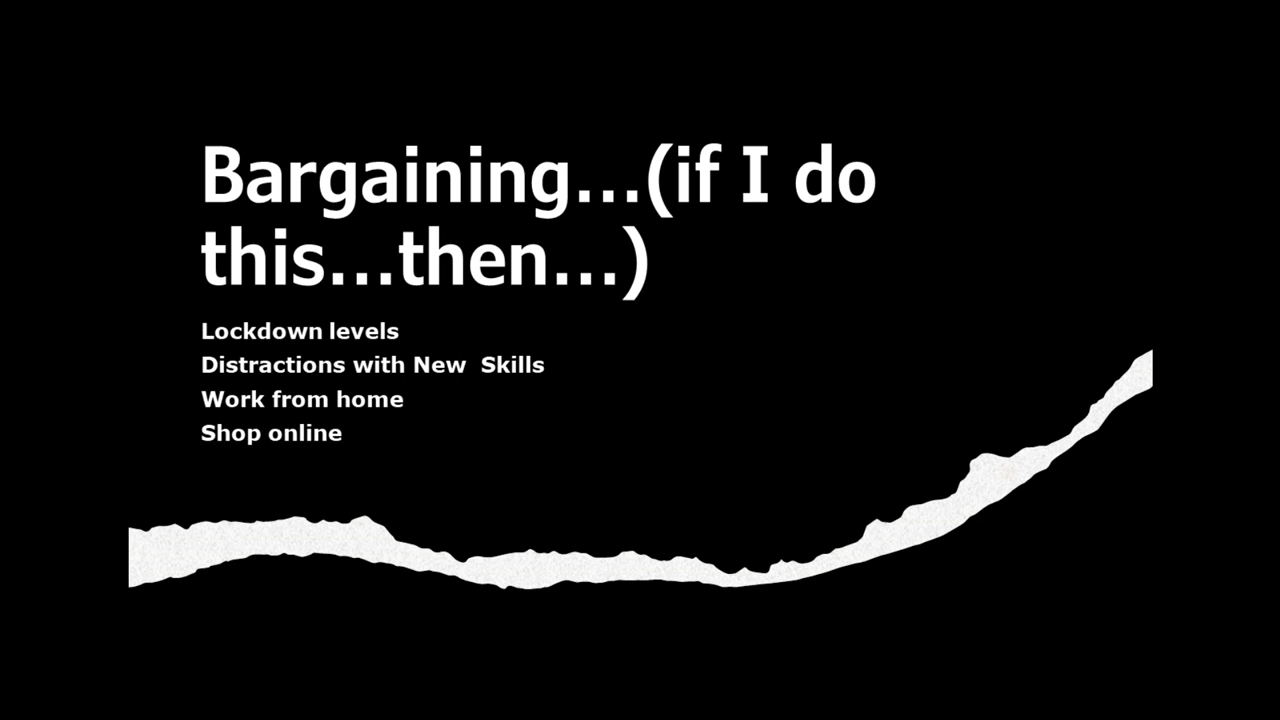 Bargaining...(if I do
this...then...)
Lockdown levels
Distractions with New  Skills
Work from home
Shop online